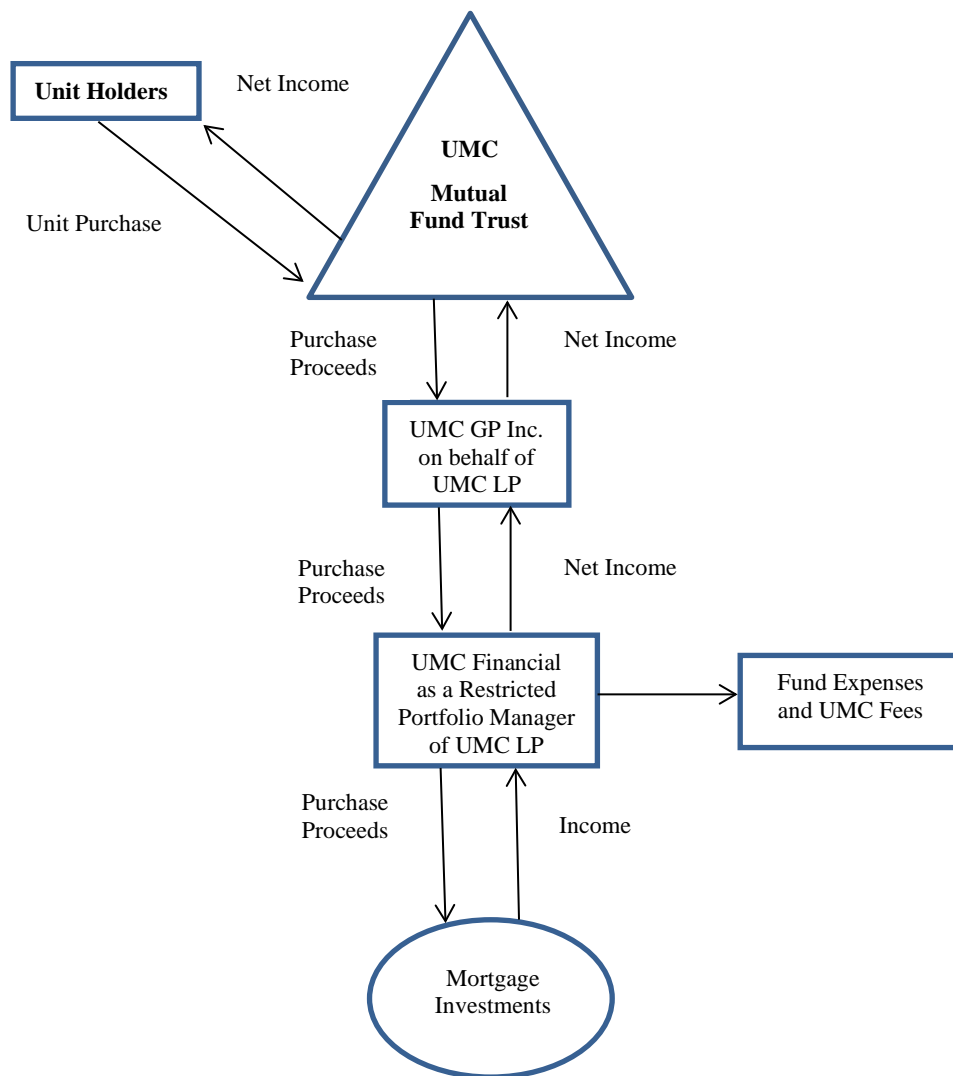 Unit Holders
Net Income
UMC
Mutual
Fund Trust
Unit Purchase
Purchase
Proceeds
Net Income
UMC GP Inc.
on behalf of
UMC LP
Purchase
Proceeds
Net Income
UMC Financial
as a Restricted
Portfolio Manager
of UMC LP
Fund Expenses
and UMC Fees
Purchase
Proceeds
Income
Mortgage
Investments